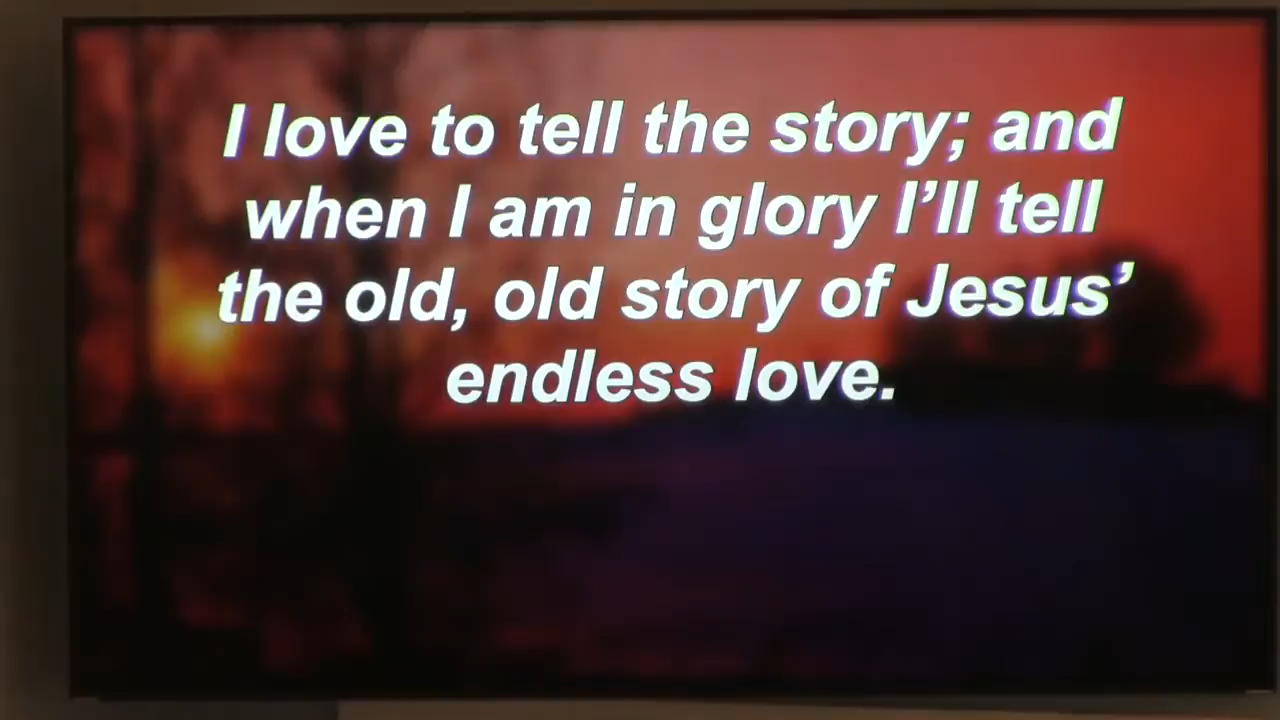 I love to tell the story; and
when I am in glory I’ll tell
the old, old story of Jesus’
endless love.